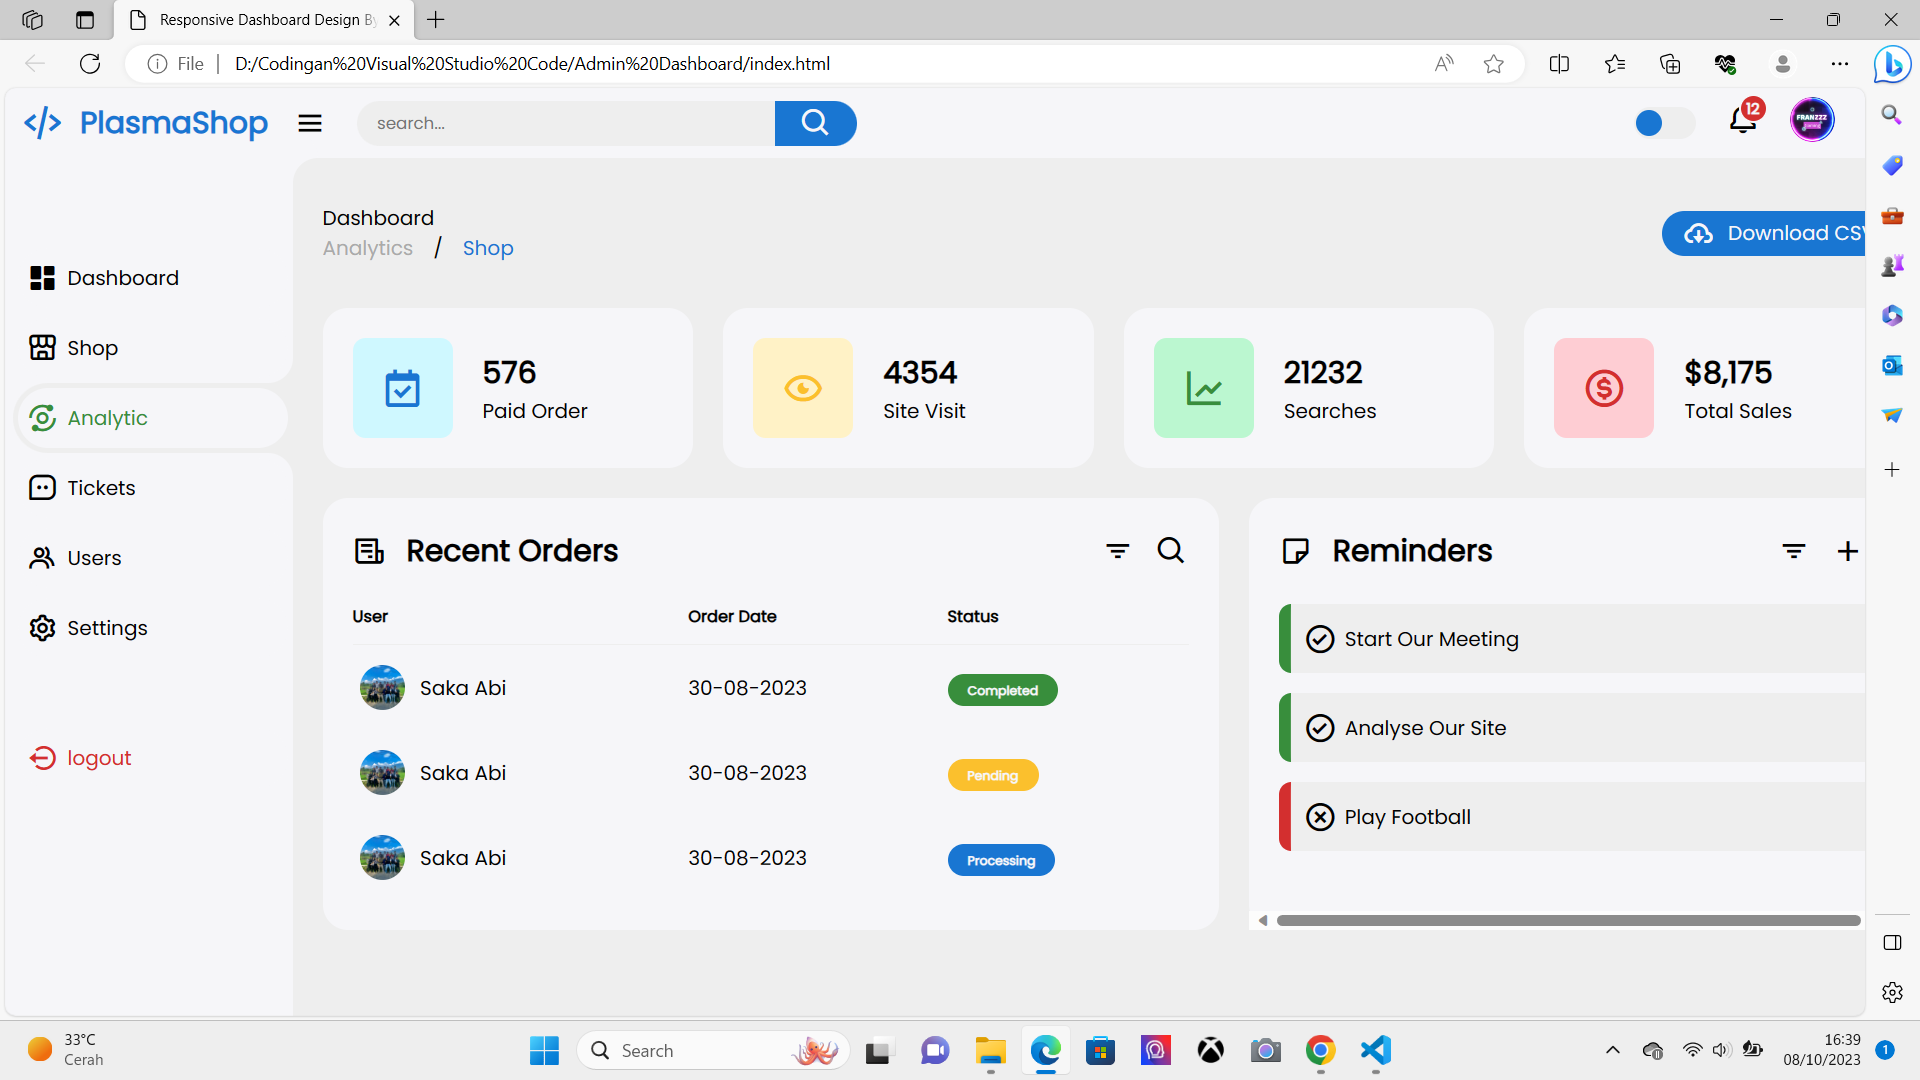 Responsive Dashboard Design By
File
D:/Codingan%20Visual%20Studio%20Code/Admin%20Dashboard/index.html
PlasmaShop
search...
12
FRANZZZ
Dashboard
Analytics / Shop
Download CSV
Dashboard
Shop
Analytic
Tickets
Users
Settings
logout
576
Paid Order
4354
Site Visit
21232
Searches
$8,175
Total Sales
Recent Orders
User Order Date Status
Saka Abi 30-08-2023 Completed
Saka Abi 30-08-2023 Pending
Saka Abi 30-08-2023 Processing
Reminders
Start Our Meeting
Analyse Our Site
Play Football
33°C
Cerah
Search
16:39
08/10/2023
1